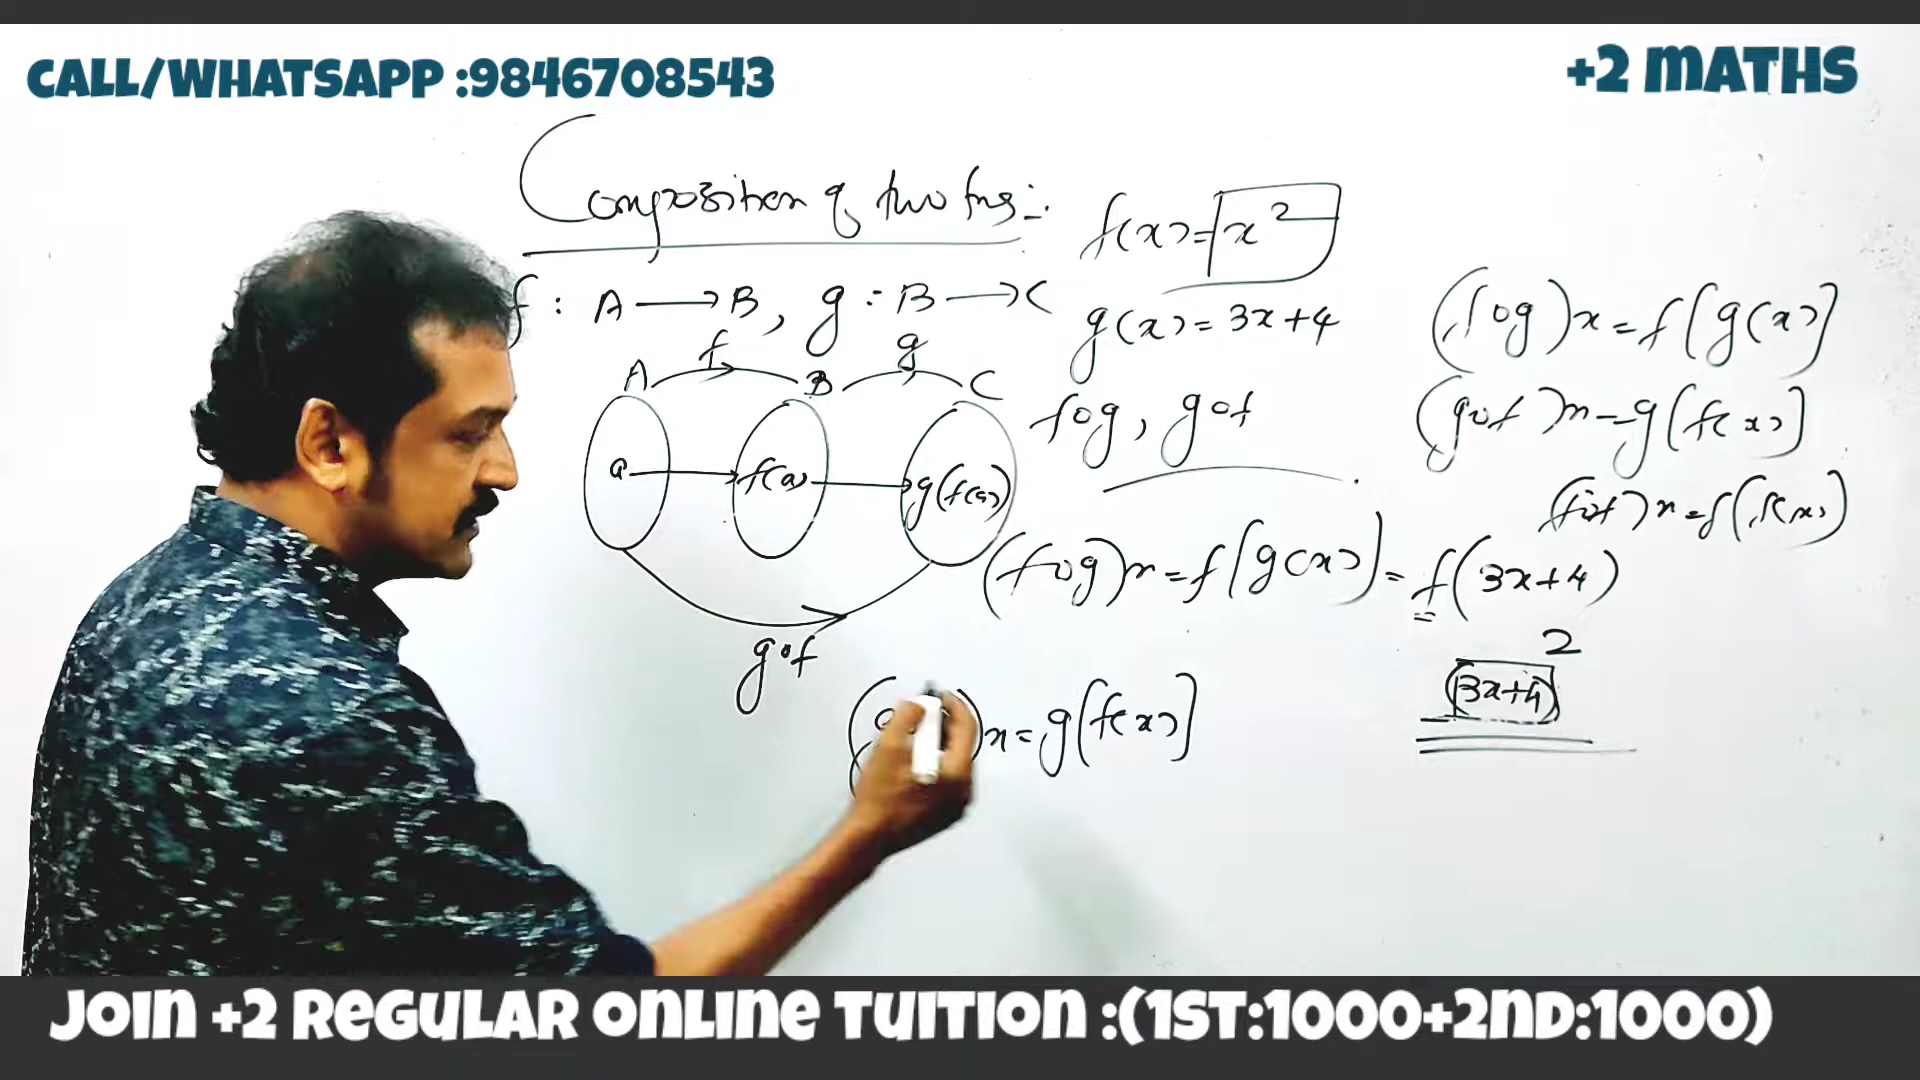 CALL/WHATSAPP :9846708543
+2 MATHS
Composition of two fns:-
f : A ⟶ B, g : B ⟶ C
A f B g C
a f(a) g(f(a))
gof
f(x) = x²
g(x) = 3x+4
fog, gof
(fog)x = f[g(x)]
(gof)x = g[f(x)]
(fof)x = f(f(x)
(fog)x = f[g(x)] = f(3x+4)
(3x+4)²
x = g[f(x)]
JOIN +2 REGULAR ONLINE TUITION :(1ST:1000+2ND:1000)